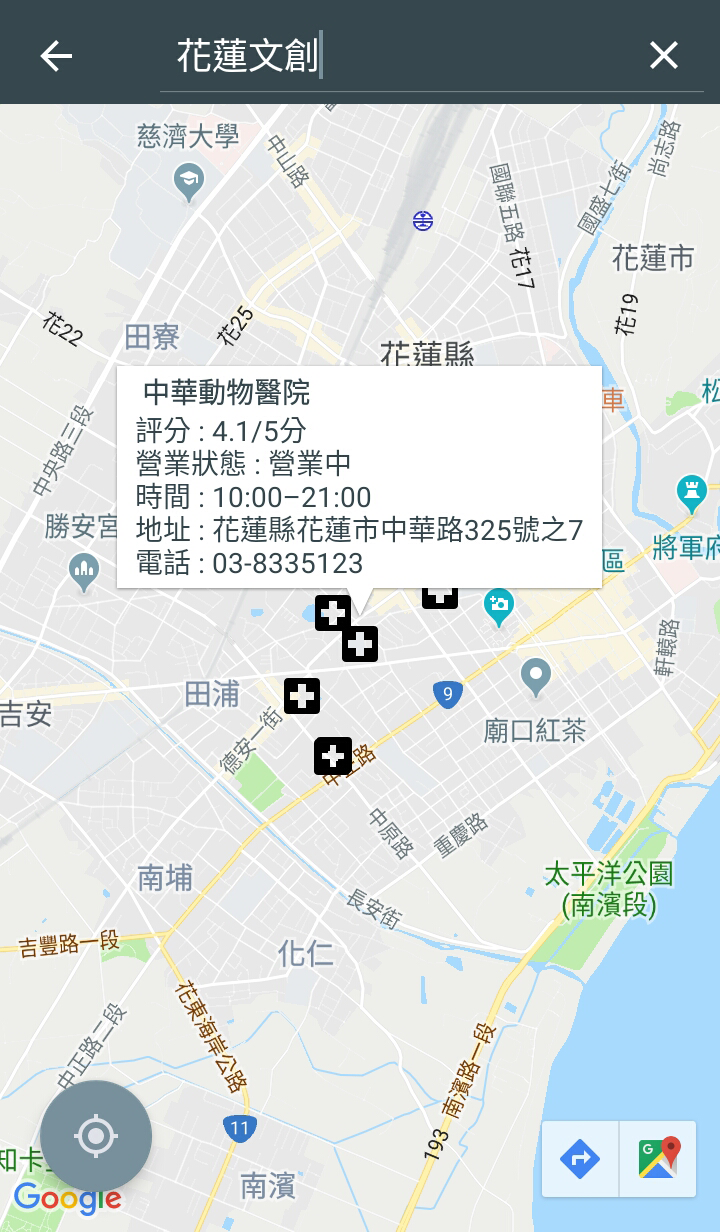 花蓮文創
慈濟大學
中山路
國聯五路
國盛七街
尚志路
花蓮市
花17
花19
花22
田寮
花25
花蓮縣
車
松
中華動物醫院
評分 : 4.1/5分
營業狀態 : 營業中
時間 : 10:00–21:00
地址 : 花蓮縣花蓮市中華路325號之7
電話 : 03-8335123
中央路三段
勝安宮
區
將軍府
軒轅路
田浦
9
吉安
廟口紅茶
德安一街
中正路
中原路
重慶路
南埔
太平洋公園
(南濱段)
長安街
吉豐路一段
化仁
花東海岸公路
中正路二段
南濱路一段
193
11
G
知卡
南濱
Google